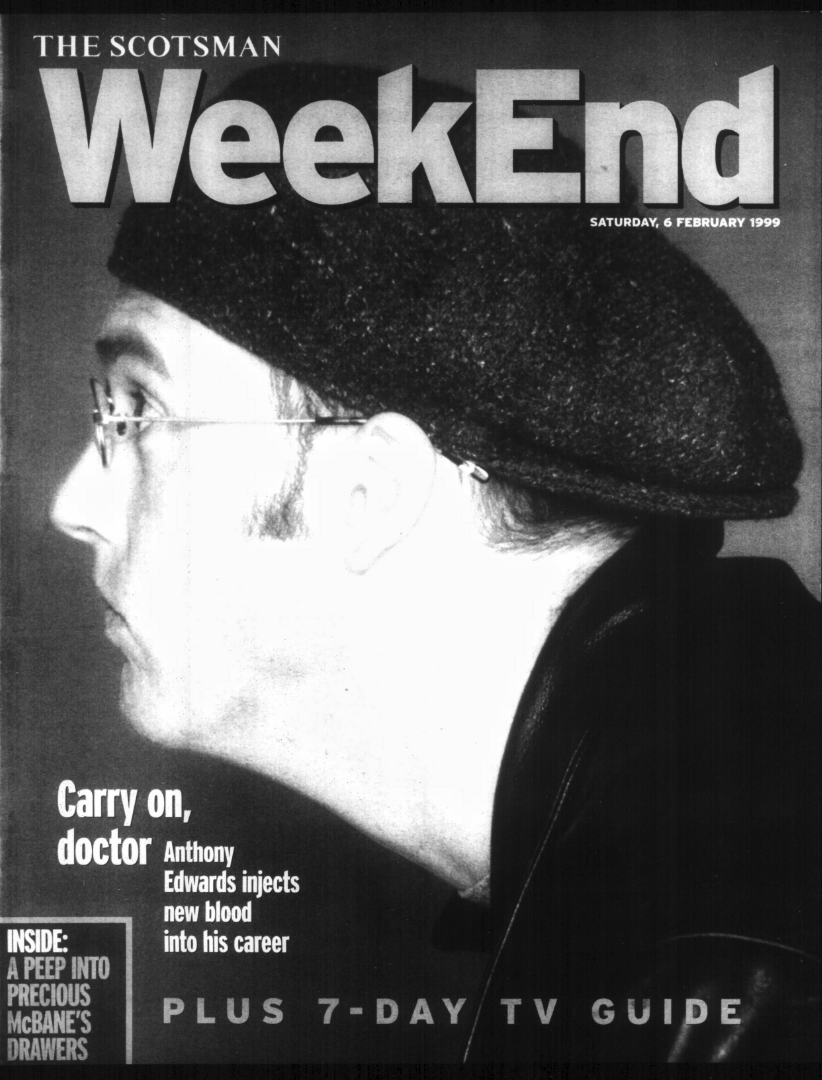 THE SCOTSMAN
WeekEnd
SATURDAY, 6 FEBRUARY 1999
Carry on,
doctor Anthony
Edwards injects
new blood
into his career
INSIDE:
A PEEP INTO
PRECIOUS
McBANE'S
DRAWERS
PLUS 7-DAY TV GUIDE